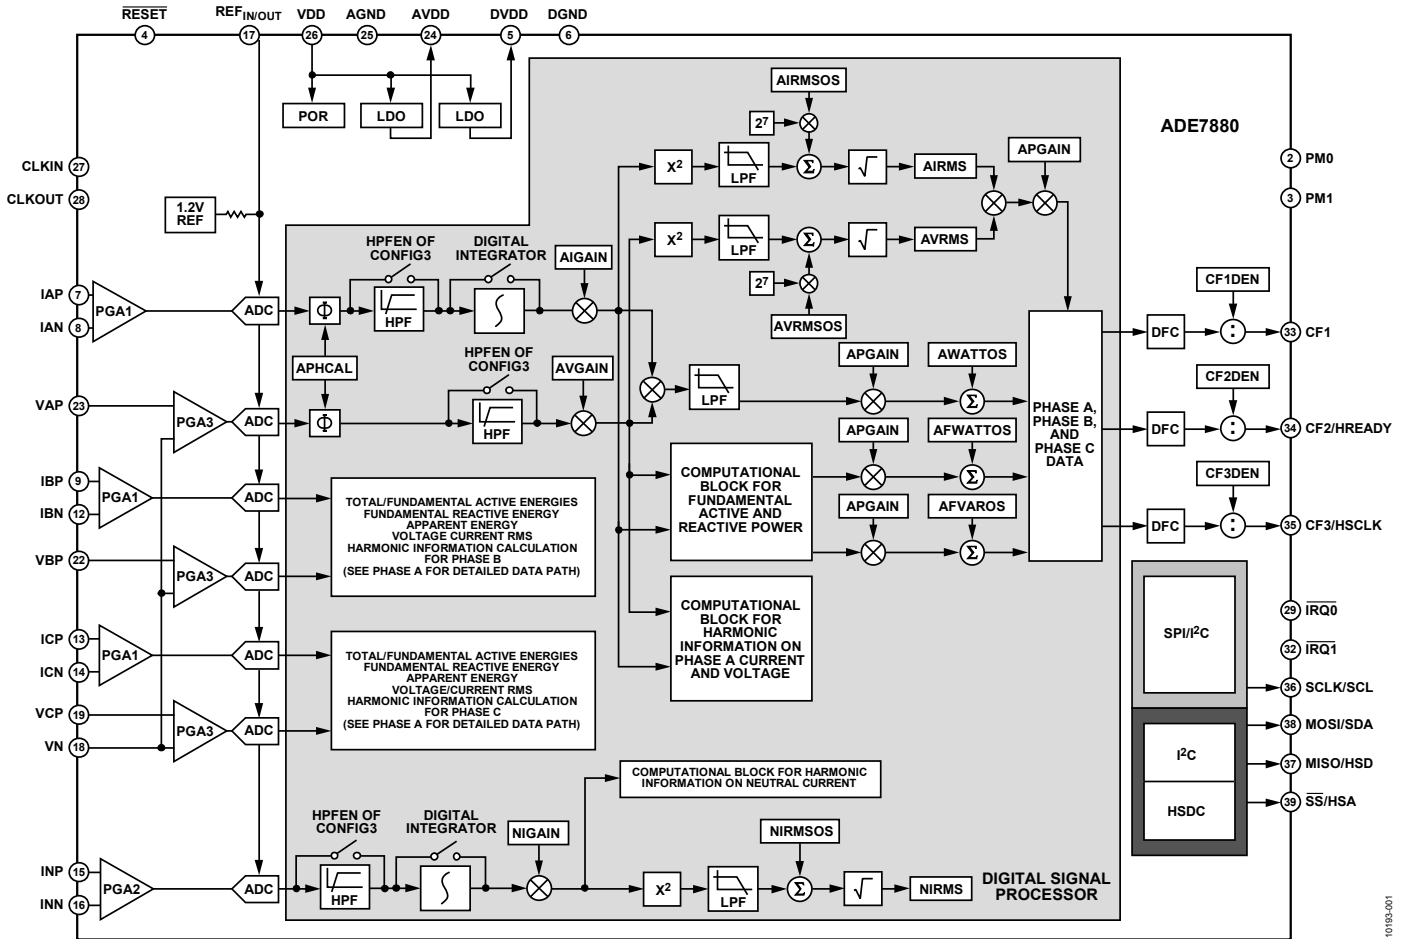 RESET
REFIN/OUT
VDD
AGND
AVDD
DVDD
DGND
4
17
26
25
24
5
6
POR
LDO
LDO
AIRMSOS
2⁷
ADE7880
APGAIN
2 PM0
3 PM1
CLKIN 27
CLKOUT 28
1.2V
REF
X²
LPF
Σ
√
AIRMS
X²
LPF
Σ
√
AVRMS
2⁷
AVRMSOS
HPFEN OF
CONFIG3
DIGITAL
INTEGRATOR
AIGAIN
IAP 7
IAN 8
PGA1
ADC
Φ
HPF
∫
CF1DEN
DFC
:
33 CF1
APHCAL
HPFEN OF
CONFIG3
AVGAIN
LPF
APGAIN
AWATTOS
Σ
CF2DEN
VAP 23
PGA3
ADC
Φ
HPF
PHASE A,
PHASE B,
AND
PHASE C
DATA
DFC
:
34 CF2/HREADY
APGAIN
AFWATTOS
Σ
COMPUTATIONAL
BLOCK FOR
FUNDAMENTAL
ACTIVE AND
REACTIVE POWER
APGAIN
AFVAROS
Σ
CF3DEN
DFC
:
35 CF3/HSCLK
IBP 9
IBN 12
PGA1
ADC
VBP 22
PGA3
ADC
TOTAL/FUNDAMENTAL ACTIVE ENERGIES
FUNDAMENTAL REACTIVE ENERGY
APPARENT ENERGY
VOLTAGE CURRENT RMS
HARMONIC INFORMATION CALCULATION
FOR PHASE B
(SEE PHASE A FOR DETAILED DATA PATH)
COMPUTATIONAL
BLOCK FOR
HARMONIC
INFORMATION ON
PHASE A CURRENT
AND VOLTAGE
SPI/I²C
29 IRQ0
32 IRQ1
36 SCLK/SCL
38 MOSI/SDA
I²C
37 MISO/HSD
HSDC
39 SS/HSA
ICP 13
ICN 14
PGA1
ADC
VCP 19
VN 18
PGA3
ADC
TOTAL/FUNDAMENTAL ACTIVE ENERGIES
FUNDAMENTAL REACTIVE ENERGY
APPARENT ENERGY
VOLTAGE/CURRENT RMS
HARMONIC INFORMATION CALCULATION
FOR PHASE C
(SEE PHASE A FOR DETAILED DATA PATH)
COMPUTATIONAL BLOCK FOR HARMONIC
INFORMATION ON NEUTRAL CURRENT
HPFEN OF
CONFIG3
DIGITAL
INTEGRATOR
NIGAIN
NIRMSOS
INP 15
INN 16
PGA2
ADC
HPF
∫
X²
LPF
Σ
√
NIRMS
DIGITAL SIGNAL
PROCESSOR
10193-001